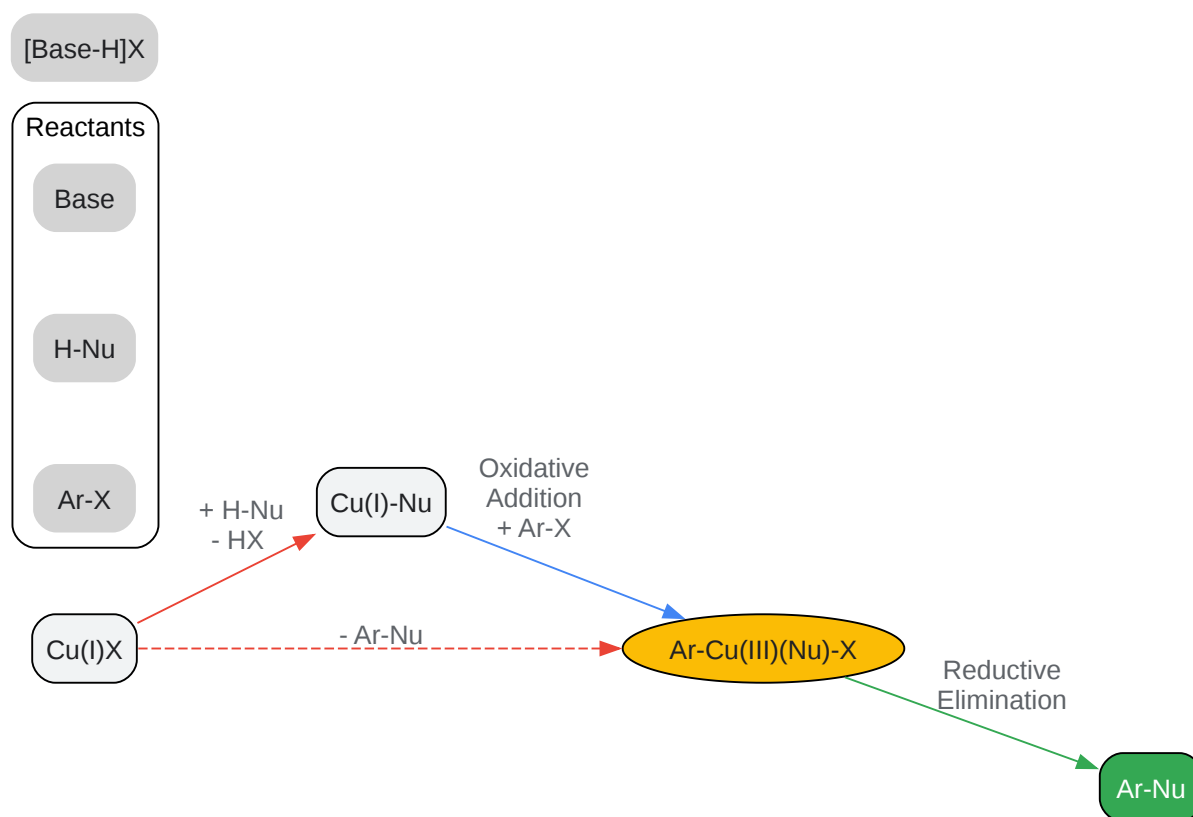 [Base-H]X
Reactants
Base
H-Nu
Ar-X
+ H-Nu
- HX
Cu(I)-Nu
Oxidative
Addition
+ Ar-X
Cu(I)X
- Ar-Nu
Ar-Cu(III)(Nu)-X
Reductive
Elimination
Ar-Nu